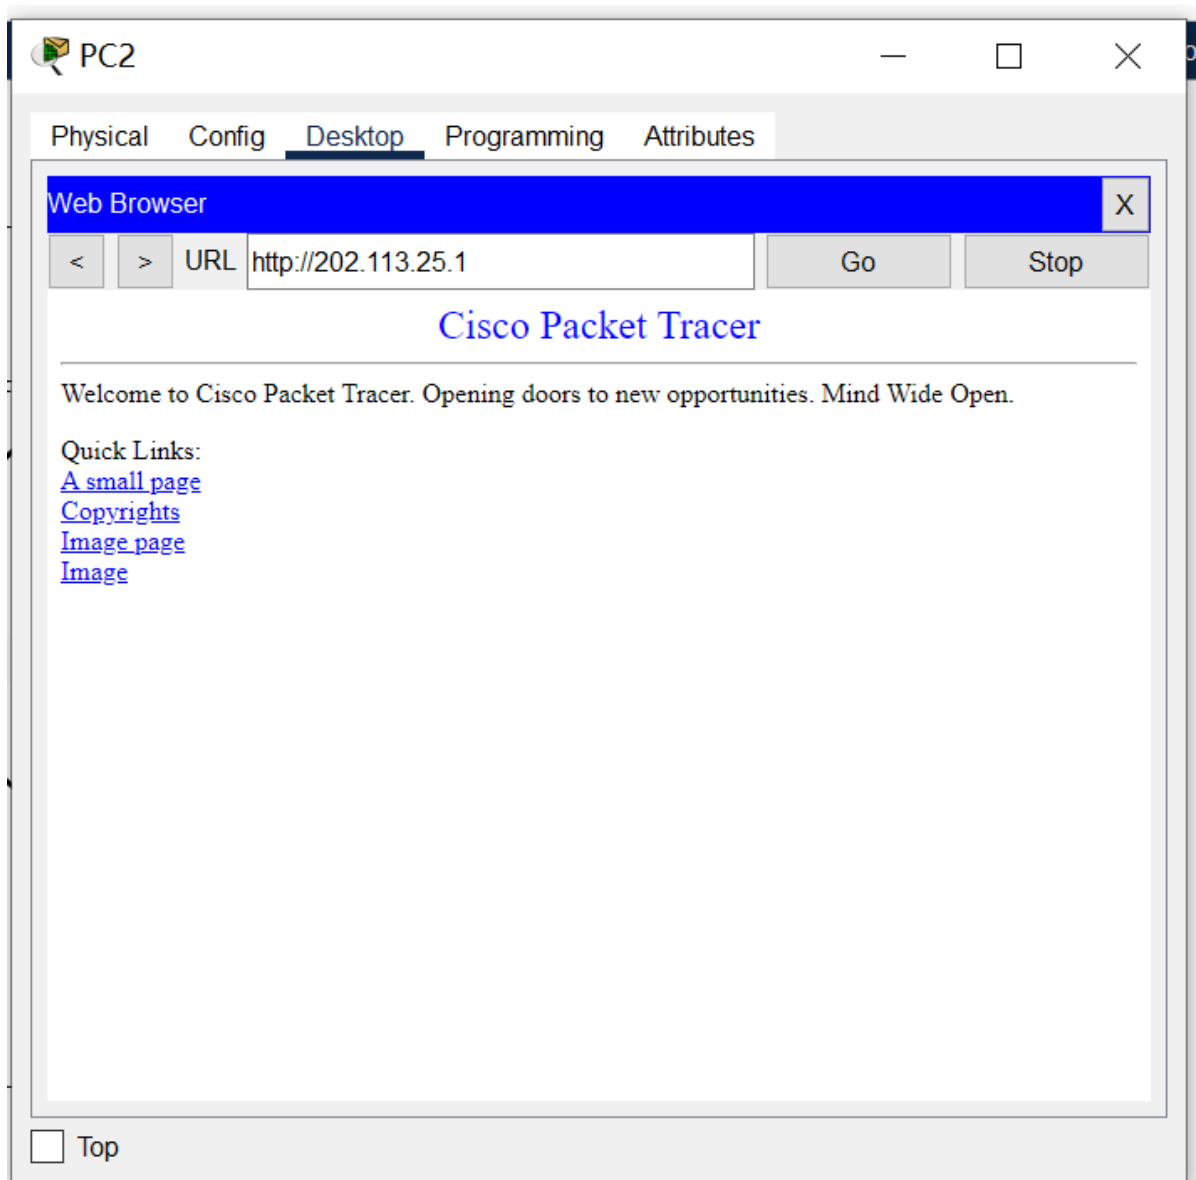 PC2
Physical Config Desktop Programming Attributes
Web Browser X
< > URL http://202.113.25.1 Go Stop
Cisco Packet Tracer
Welcome to Cisco Packet Tracer. Opening doors to new opportunities. Mind Wide Open.
Quick Links:
A small page
Copyrights
Image page
Image
Top